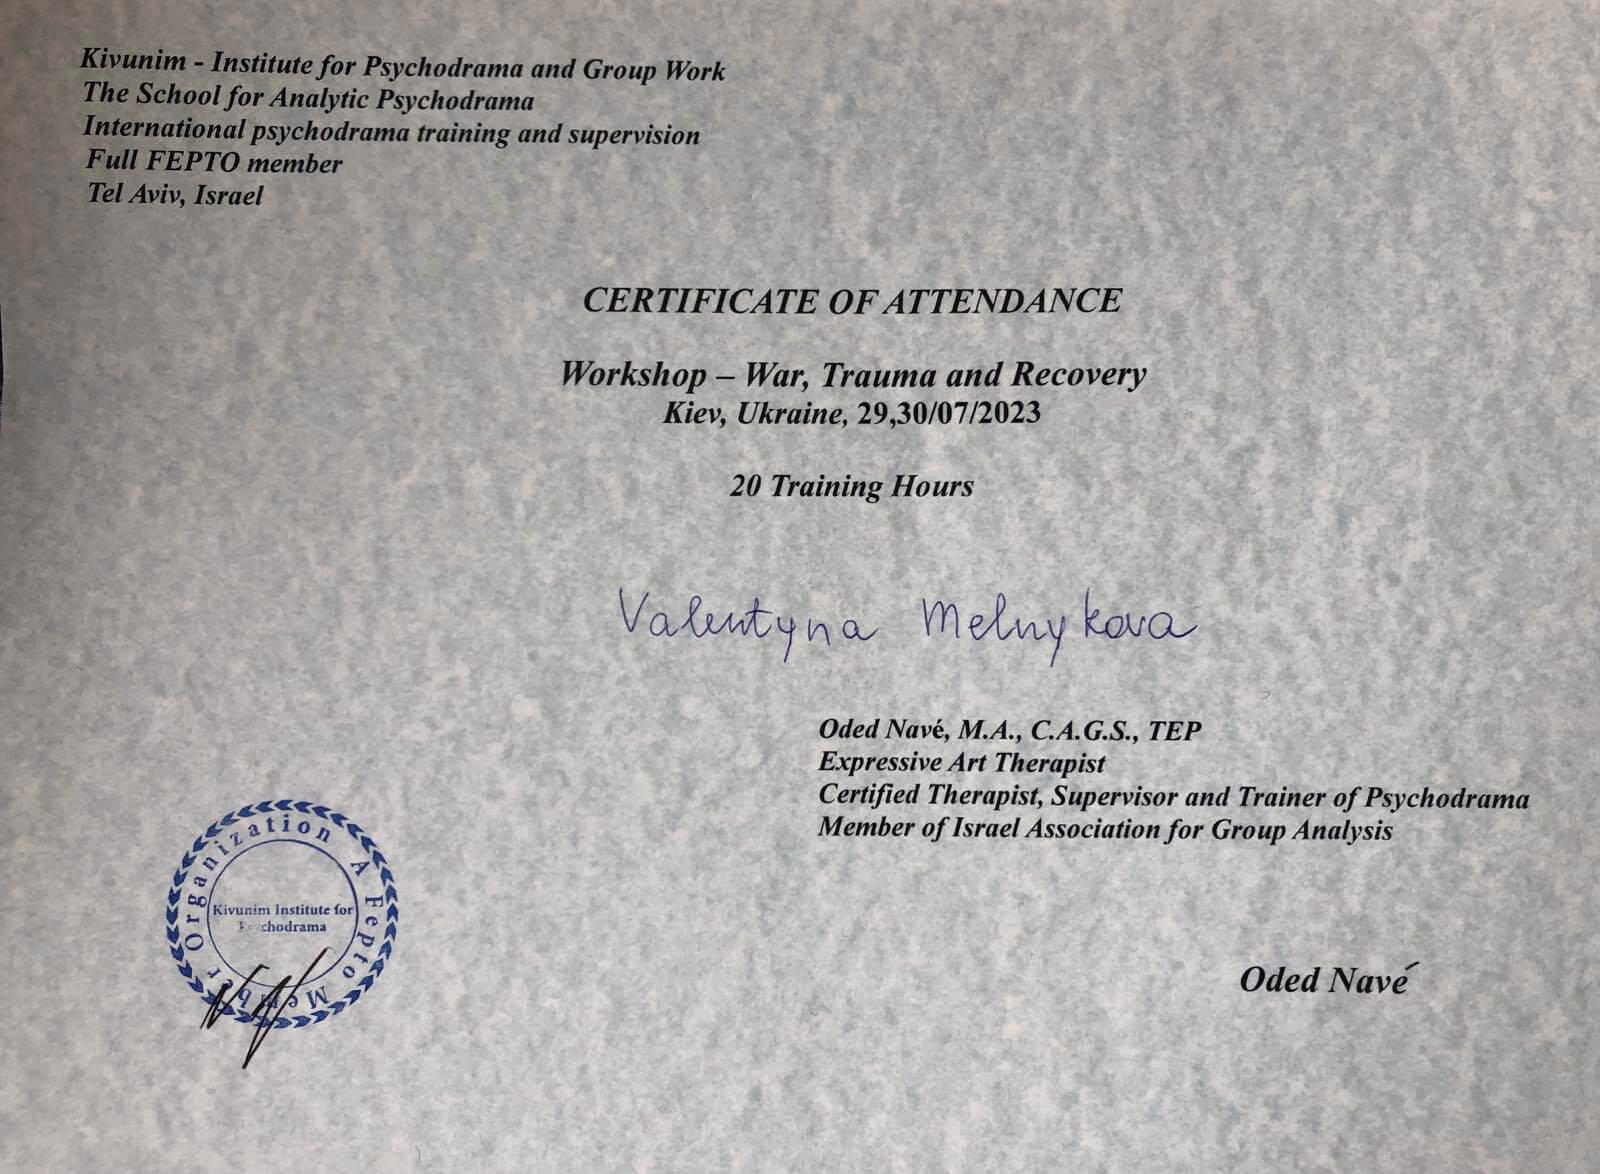 Kivunim - Institute for Psychodrama and Group Work
The School for Analytic Psychodrama
International psychodrama training and supervision
Full FEPTO member
Tel Aviv, Israel
CERTIFICATE OF ATTENDANCE
Workshop – War, Trauma and Recovery
Kiev, Ukraine, 29,30/07/2023
20 Training Hours
Valentyna Melnykova
Oded Navé, M.A., C.A.G.S., TEP
Expressive Art Therapist
Certified Therapist, Supervisor and Trainer of Psychodrama
Member of Israel Association for Group Analysis
A Fepto Member Organization
Kivunim Institute for
Psychodrama
Oded Navé